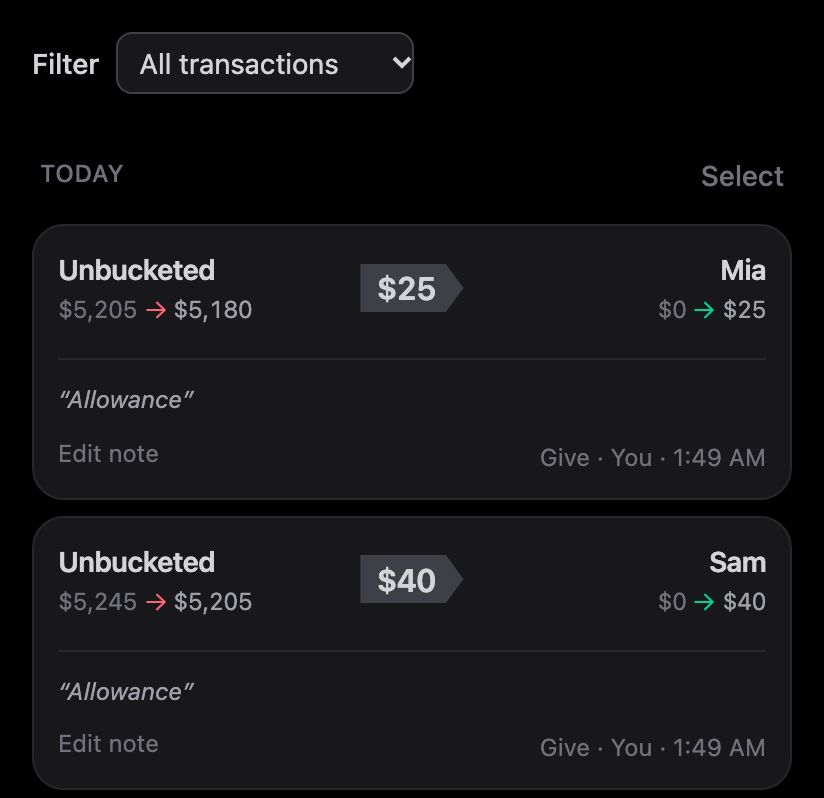 Filter All transactions
TODAY Select
Unbucketed $25 Mia
$5,205 → $5,180 $0 → $25
“Allowance”
Edit note Give · You · 1:49 AM
Unbucketed $40 Sam
$5,245 → $5,205 $0 → $40
“Allowance”
Edit note Give · You · 1:49 AM